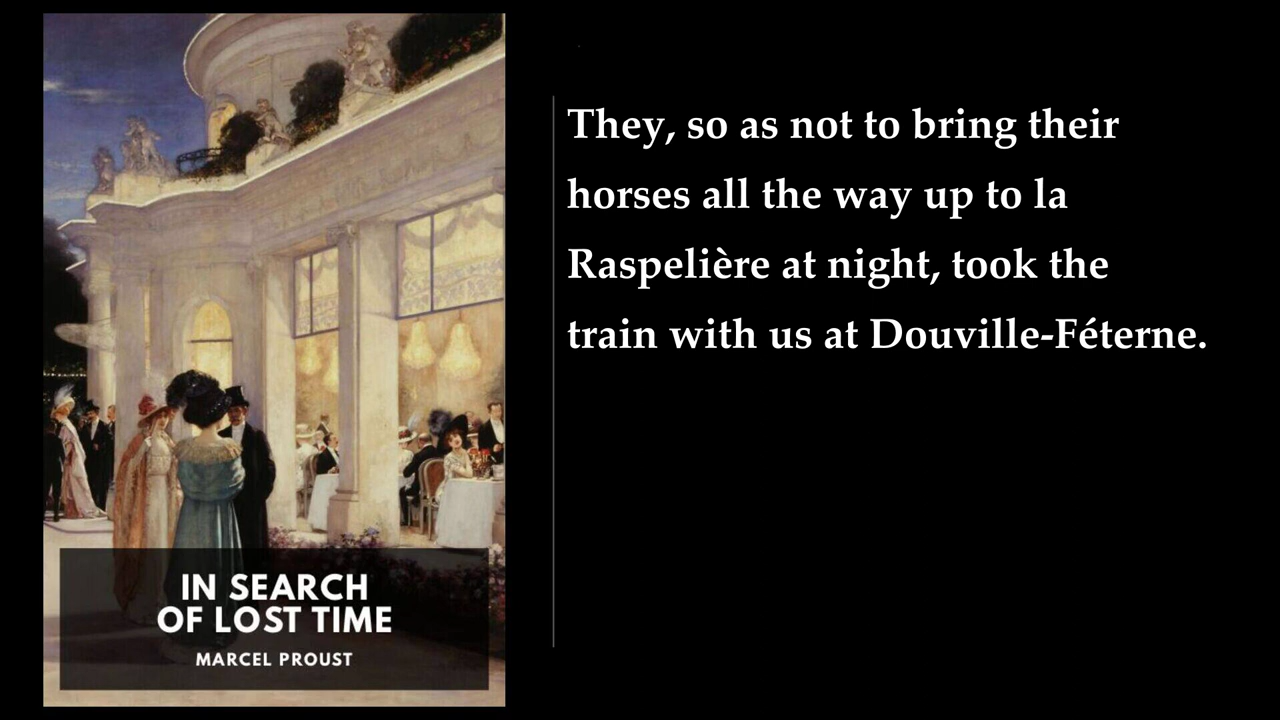 They, so as not to bring their
horses all the way up to la
Raspelière at night, took the
train with us at Douville-Féterne.
IN SEARCH
OF LOST TIME
MARCEL PROUST